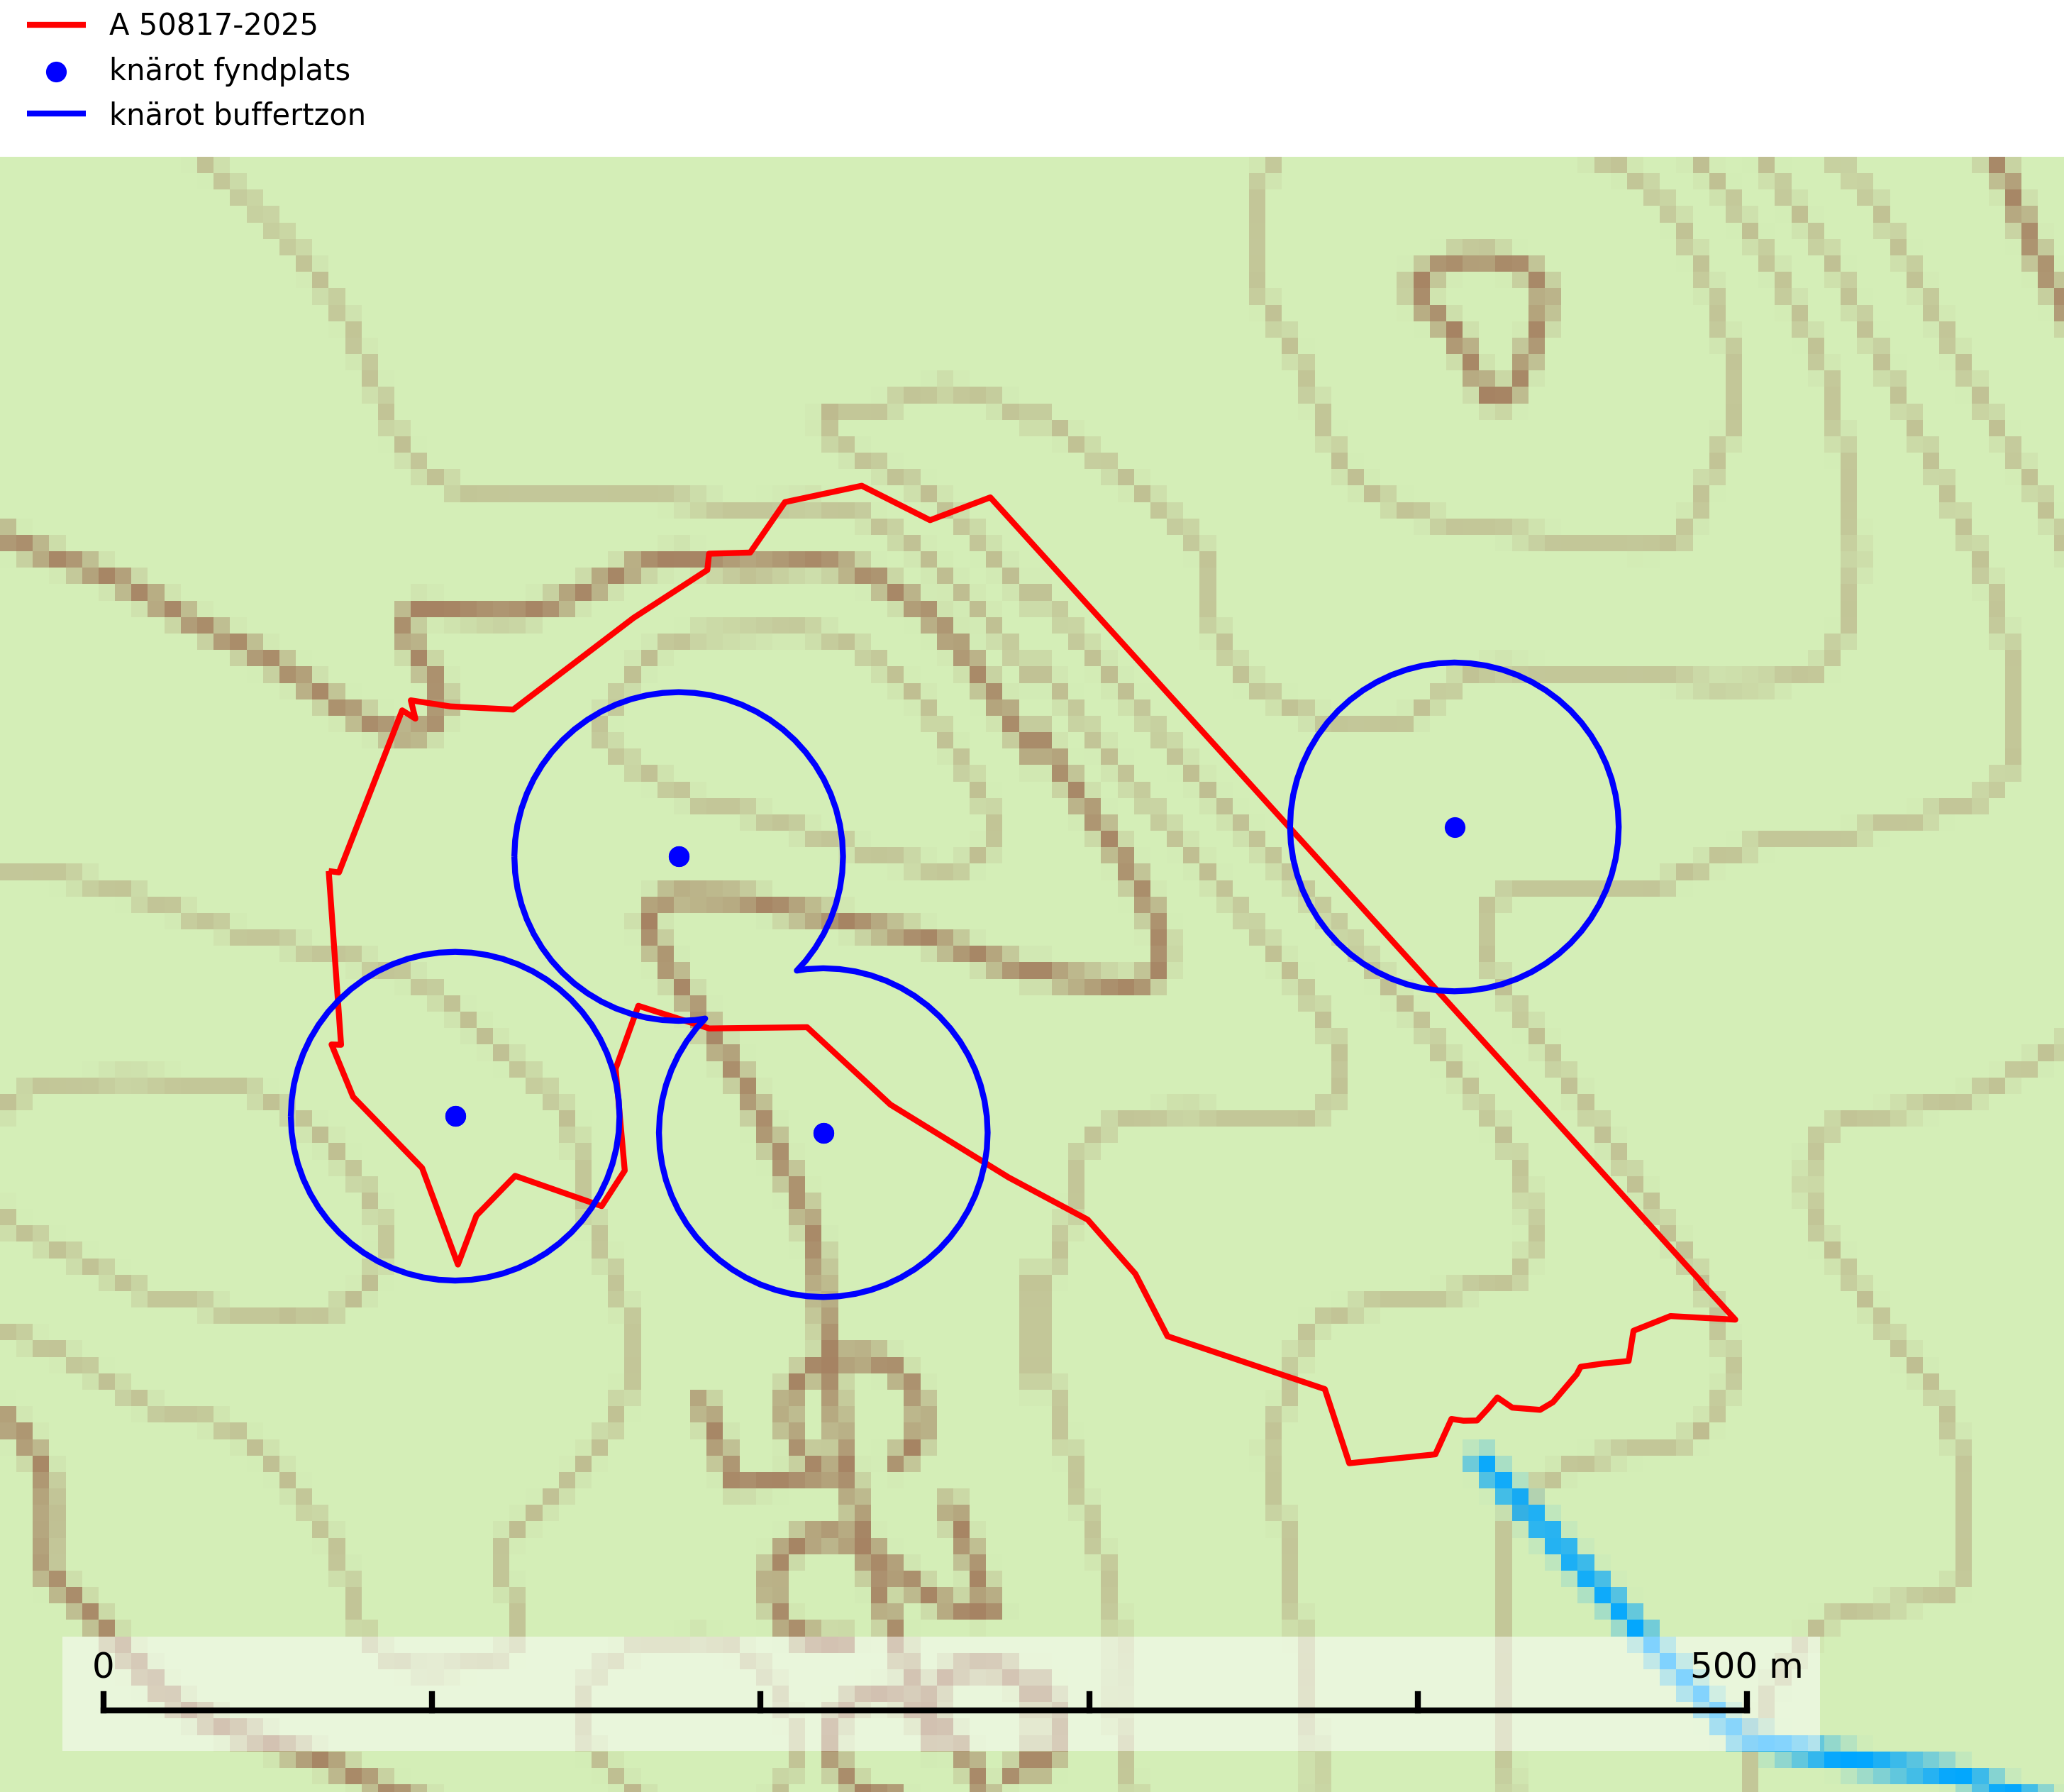 A 50817-2025
knärot fyndplats
knärot buffertzon
0 500 m